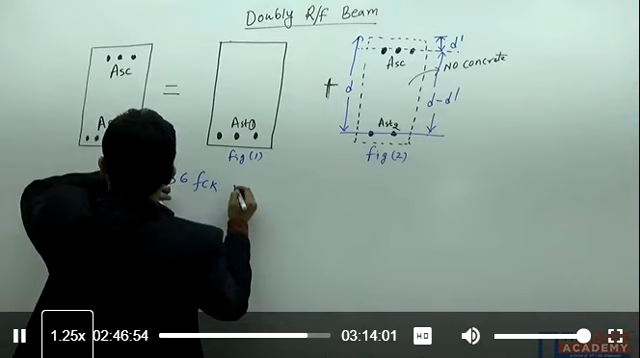 Doubly R/f Beam
Asc
=
Ast①
fig(1)
+
d
Asc
Ast2
fig(2)
d'
NO concrete
d-d'
36 fck
1.25x 02:46:54 03:14:01 HD
ACADEMY